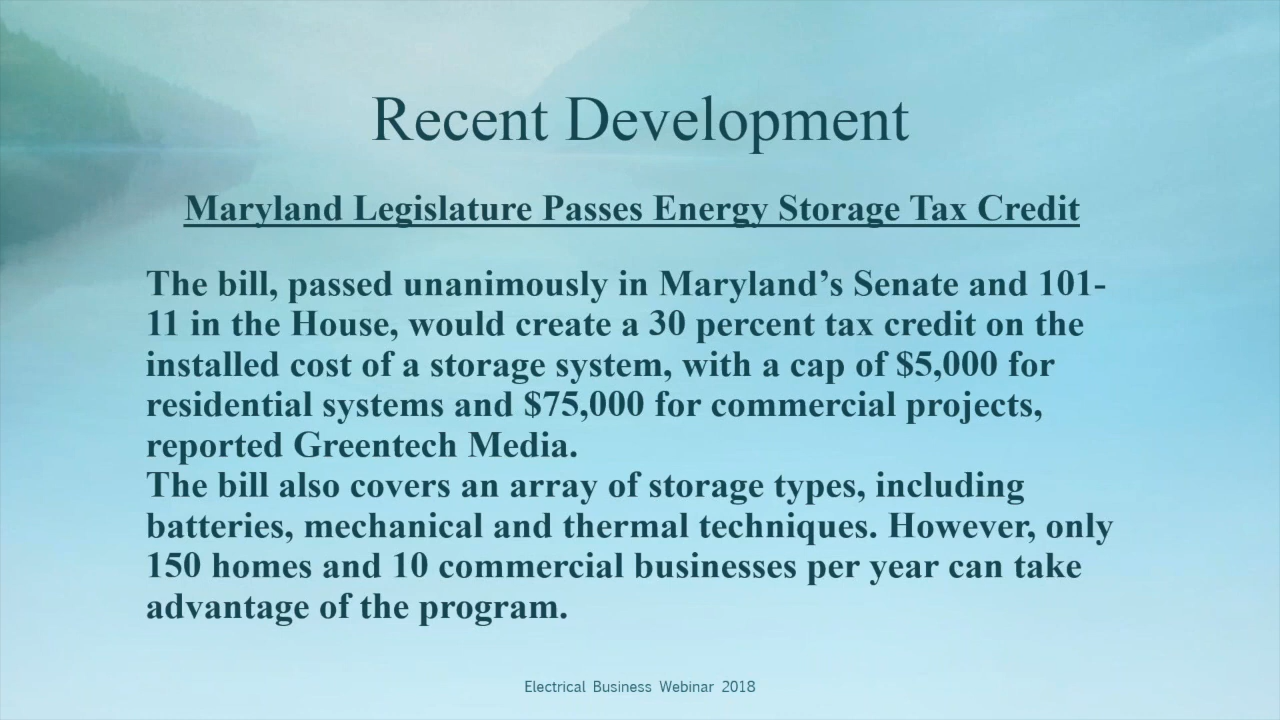 Recent Development
Maryland Legislature Passes Energy Storage Tax Credit
The bill, passed unanimously in Maryland’s Senate and 101-
11 in the House, would create a 30 percent tax credit on the
installed cost of a storage system, with a cap of $5,000 for
residential systems and $75,000 for commercial projects,
reported Greentech Media.
The bill also covers an array of storage types, including
batteries, mechanical and thermal techniques. However, only
150 homes and 10 commercial businesses per year can take
advantage of the program.
Electrical Business Webinar 2018